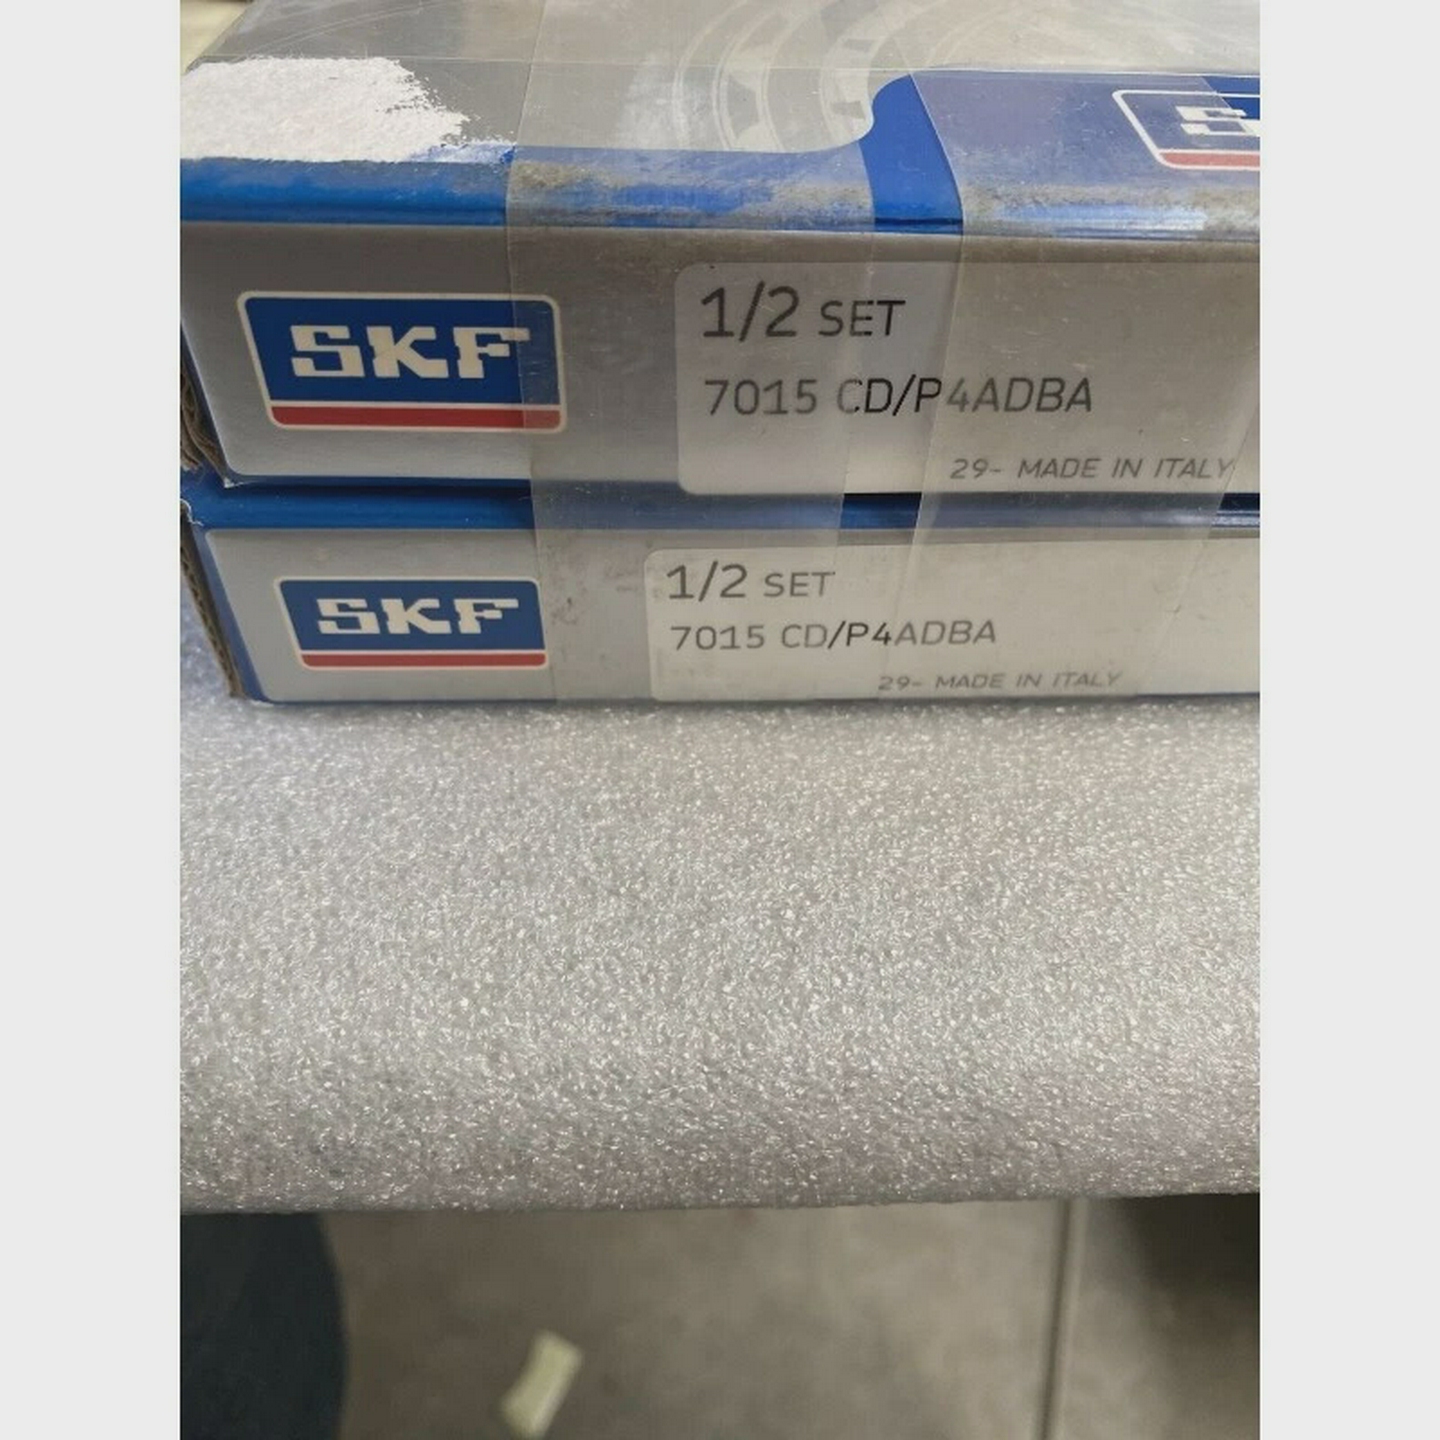 SKF
SKF
1/2 SET
7015 CD/P4ADBA
29- MADE IN ITALY
SKF
1/2 SET
7015 CD/P4ADBA
29- MADE IN ITALY